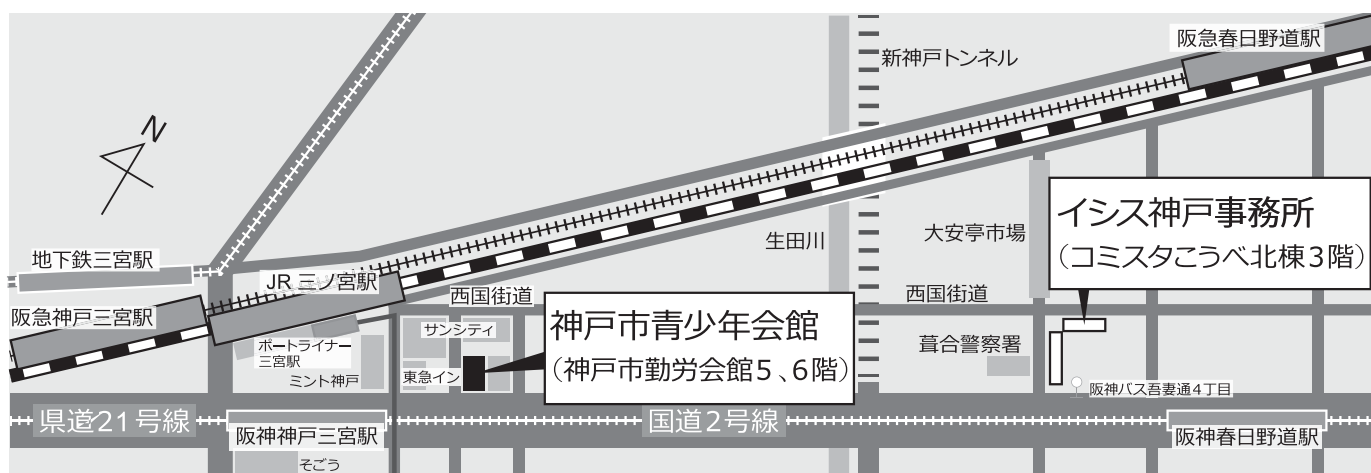 阪急春日野道駅
新神戸トンネル
N
イシス神戸事務所
(コミスタこうべ北棟3階)
生田川
大安亭市場
地下鉄三宮駅
JR 三ノ宮駅
阪急神戸三宮駅
西国街道
西国街道
神戸市青少年会館
(神戸市勤労会館5、6階)
サンシティ
ポートライナー
三宮駅
ミント神戸
東急イン
葺合警察署
阪神バス吾妻通4丁目
県道21号線
国道2号線
阪神神戸三宮駅
阪神春日野道駅
そごう